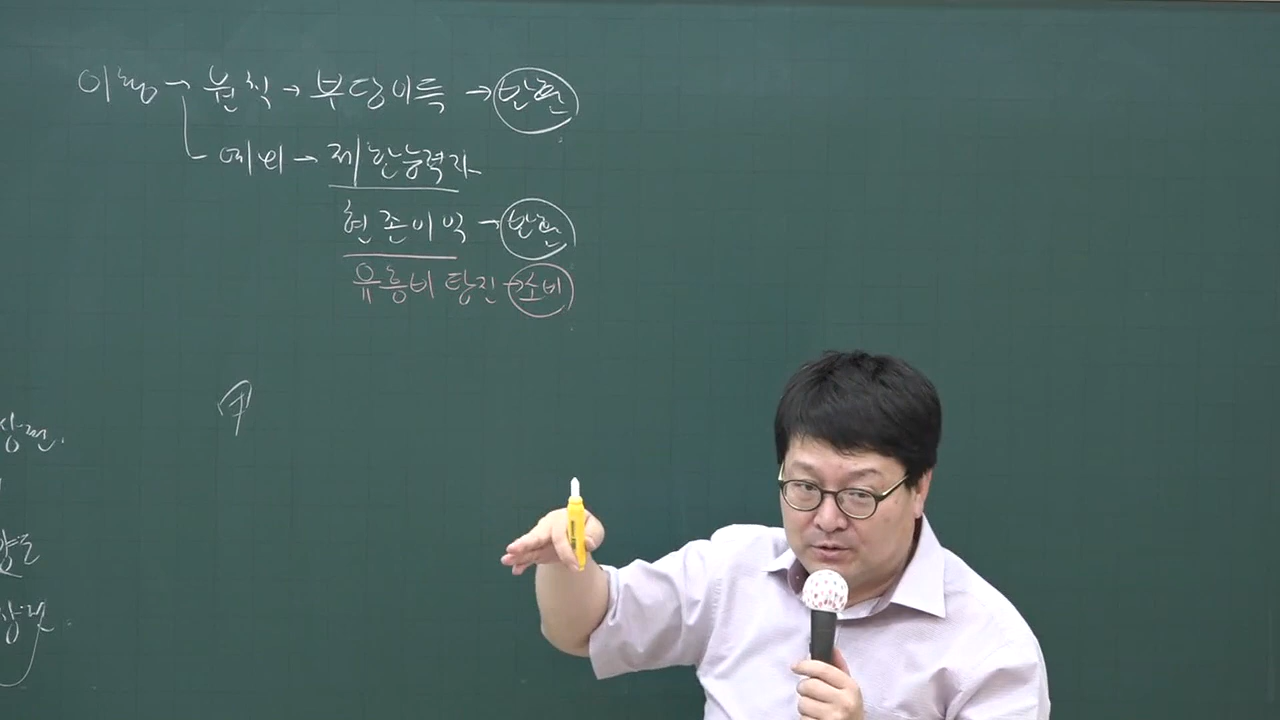 이행 → 원칙 → 부당이득 → 반환
예외 → 제한능력자
현존이익 → 반환
유흥비 탕진 → 소비
甲